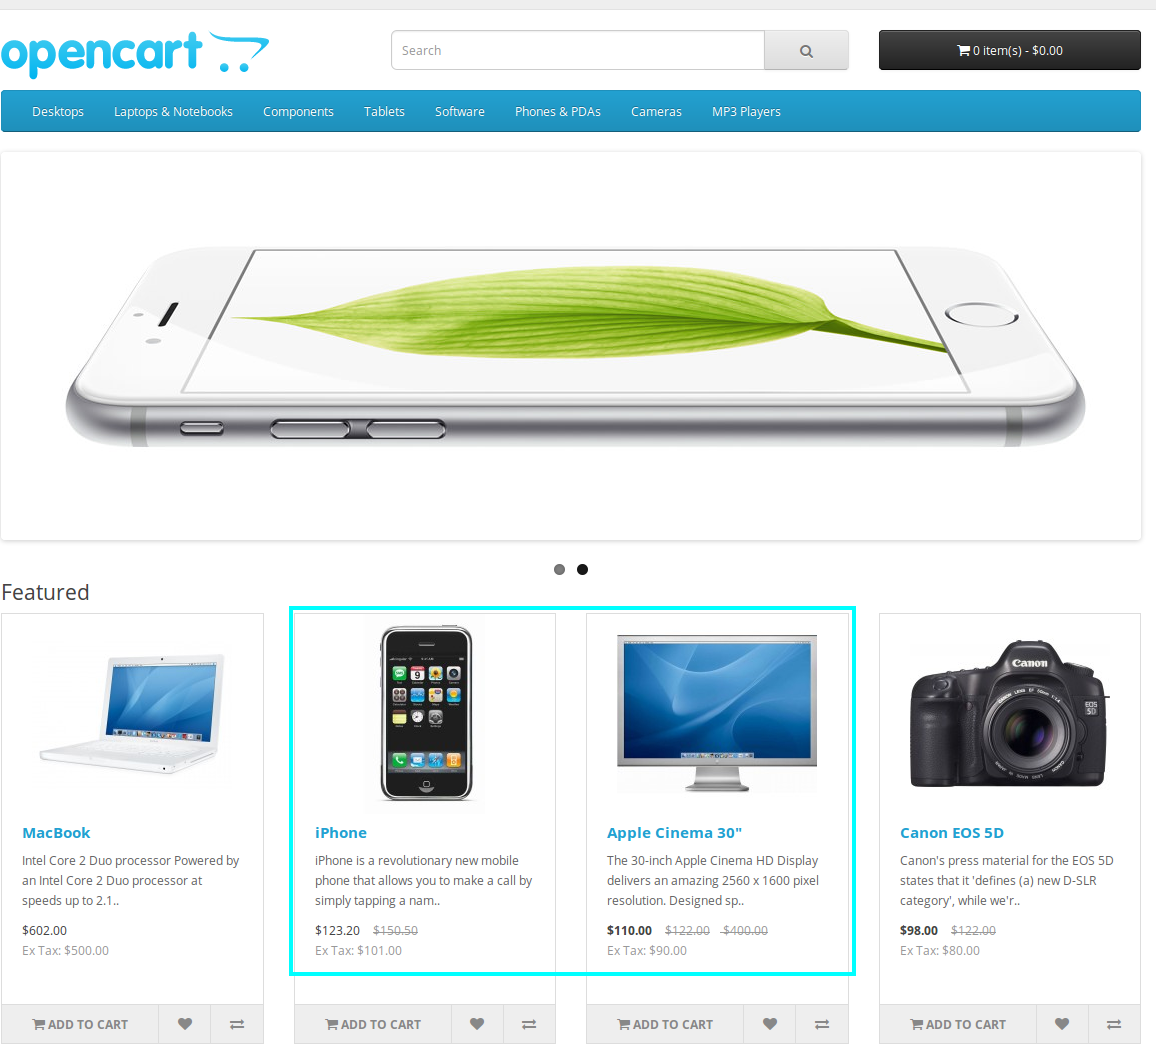 opencart
Search
0 item(s) - $0.00
Desktops Laptops & Notebooks Components Tablets Software Phones & PDAs Cameras MP3 Players
Featured
MacBook
Intel Core 2 Duo processor Powered by
an Intel Core 2 Duo processor at
speeds up to 2.1..
$602.00
Ex Tax: $500.00
ADD TO CART
iPhone
iPhone is a revolutionary new mobile
phone that allows you to make a call by
simply tapping a nam..
$123.20 $150.50
Ex Tax: $101.00
ADD TO CART
Apple Cinema 30"
The 30-inch Apple Cinema HD Display
delivers an amazing 2560 x 1600 pixel
resolution. Designed sp..
$110.00 $122.00 $400.00
Ex Tax: $90.00
ADD TO CART
Canon
EOS
5D
Canon EOS 5D
Canon's press material for the EOS 5D
states that it 'defines (a) new D-SLR
category', while we'r..
$98.00 $122.00
Ex Tax: $80.00
ADD TO CART